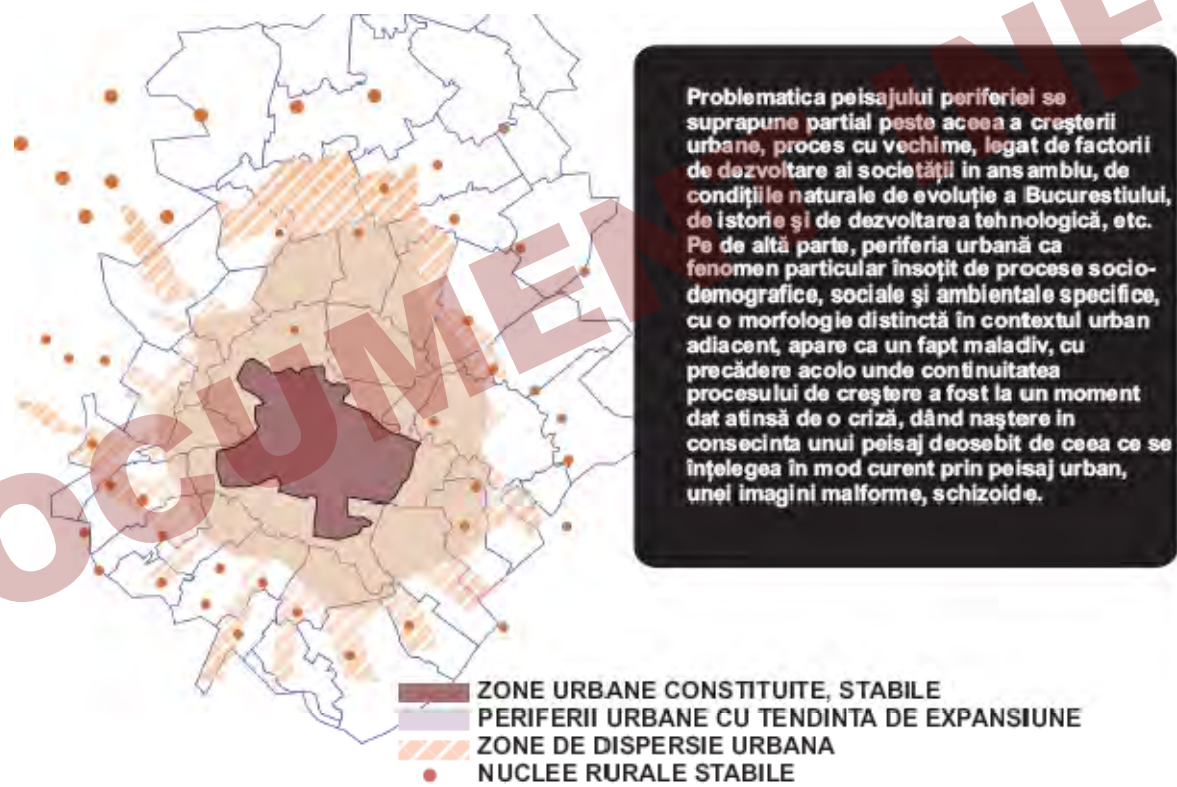 Problematica peisajului periferiei se
suprapune partial peste aceea a creşterii
urbane, proces cu vechime, legat de factorii
de dezvoltare ai societăţii in ansamblu, de
condiţiile naturale de evoluţie a Bucurestiului,
de istorie şi de dezvoltarea tehnologică, etc.
Pe de altă parte, periferia urbană ca
fenomen particular însoţit de procese socio-
demografice, sociale şi ambientale specifice,
cu o morfologie distinctă în contextul urban
adiacent, apare ca un fapt maladiv, cu
precădere acolo unde continuitatea
procesului de creştere a fost la un moment
dat atinsă de o criză, dând naştere in
consecinta unui peisaj deosebit de ceea ce se
înţelegea în mod curent prin peisaj urban,
unei imagini malforme, schizoide.
ZONE URBANE CONSTITUITE, STABILE
PERIFERII URBANE CU TENDINTA DE EXPANSIUNE
ZONE DE DISPERSIE URBANA
NUCLEE RURALE STABILE
OCUMENT INF